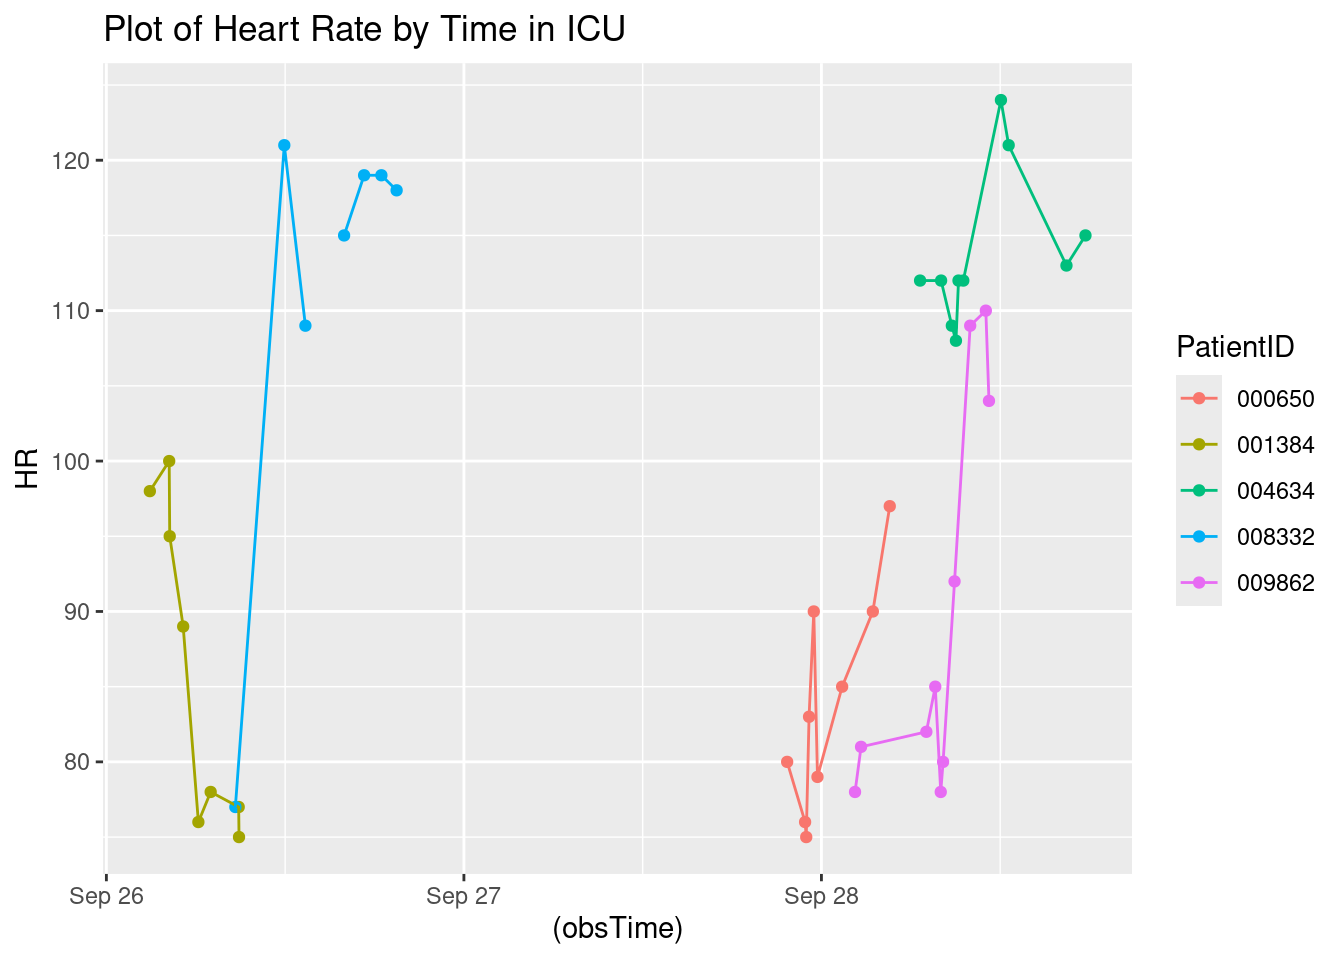 Plot of Heart Rate by Time in ICU
HR
120
110
100
90
80
Sep 26
Sep 27
Sep 28
(obsTime)
PatientID
000650
001384
004634
008332
009862